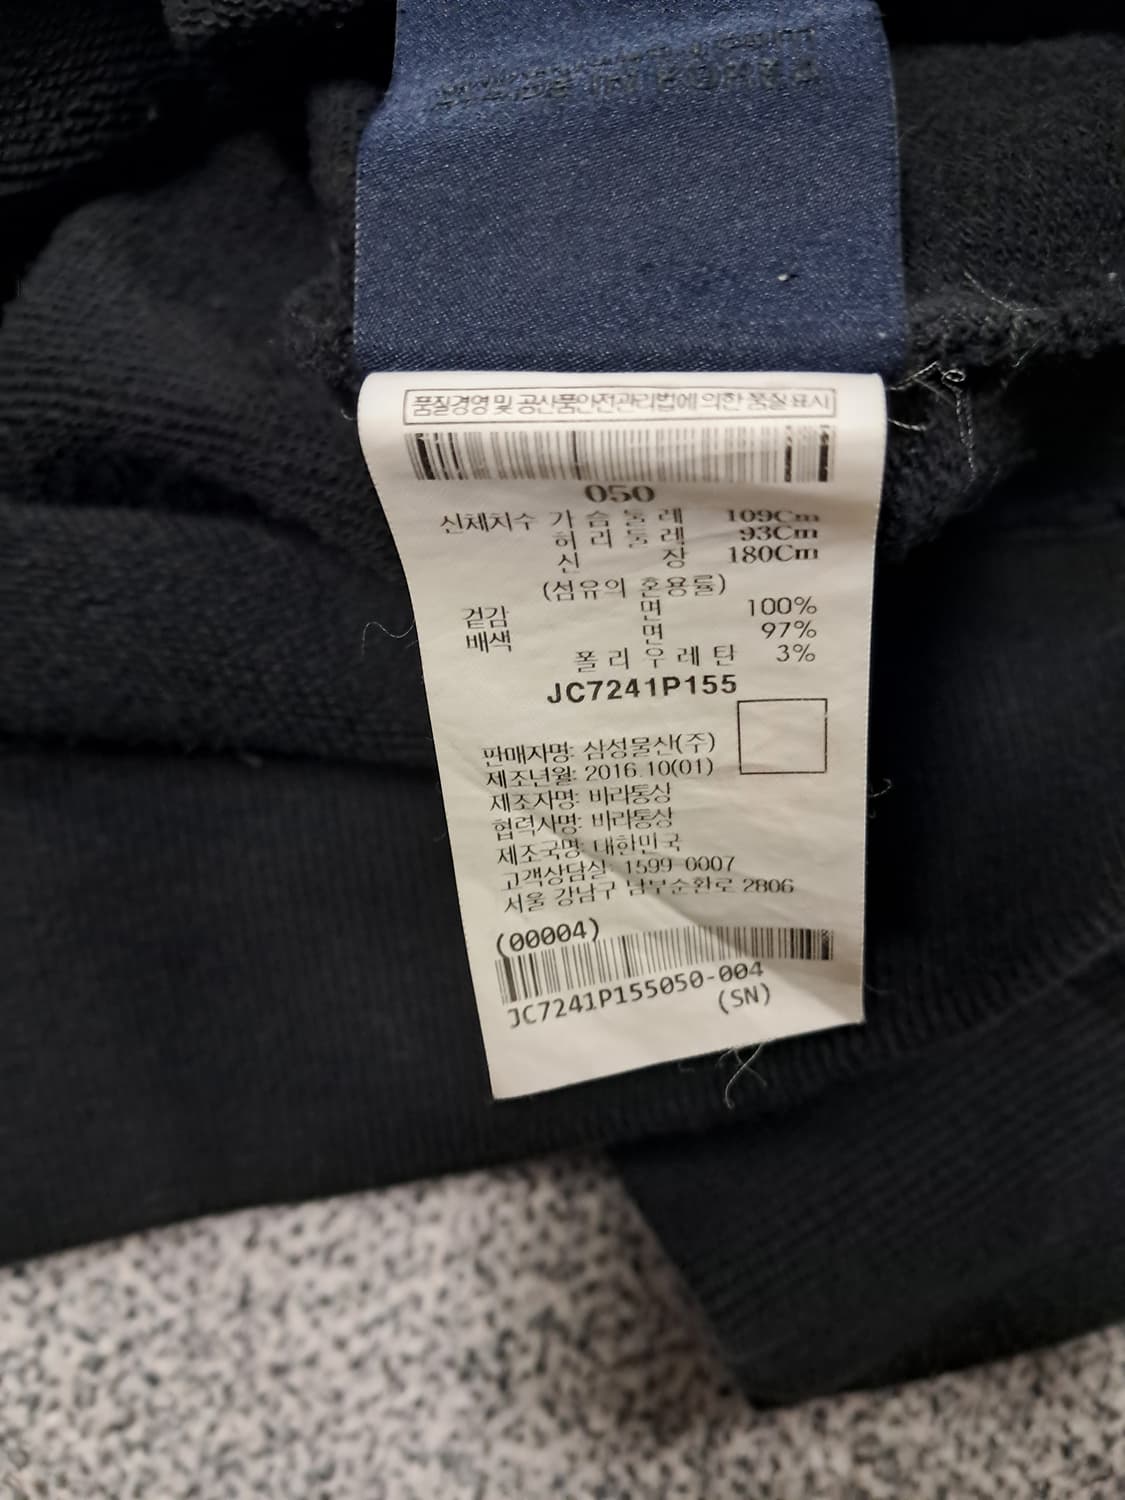 품질경영 및 공산품안전관리법에 의한 품질표시
050
신체치수 가 슴 둘 레 109Cm
허 리 둘 레 93Cm
신 장 180Cm
(섬유의 혼용률)
겉감 면 100%
배색 면 97%
폴 리 우 레 탄 3%
JC7241P155
판매자명: 삼성물산(주)
제조년월: 2016.10(01)
제조자명: 비라통상
협력사명: 비라통상
제조국명: 대한민국
고객상담실 1599 0007
서울 강남구 남부순환로 2806
(00004)
JC7241P155050-004
(SN)